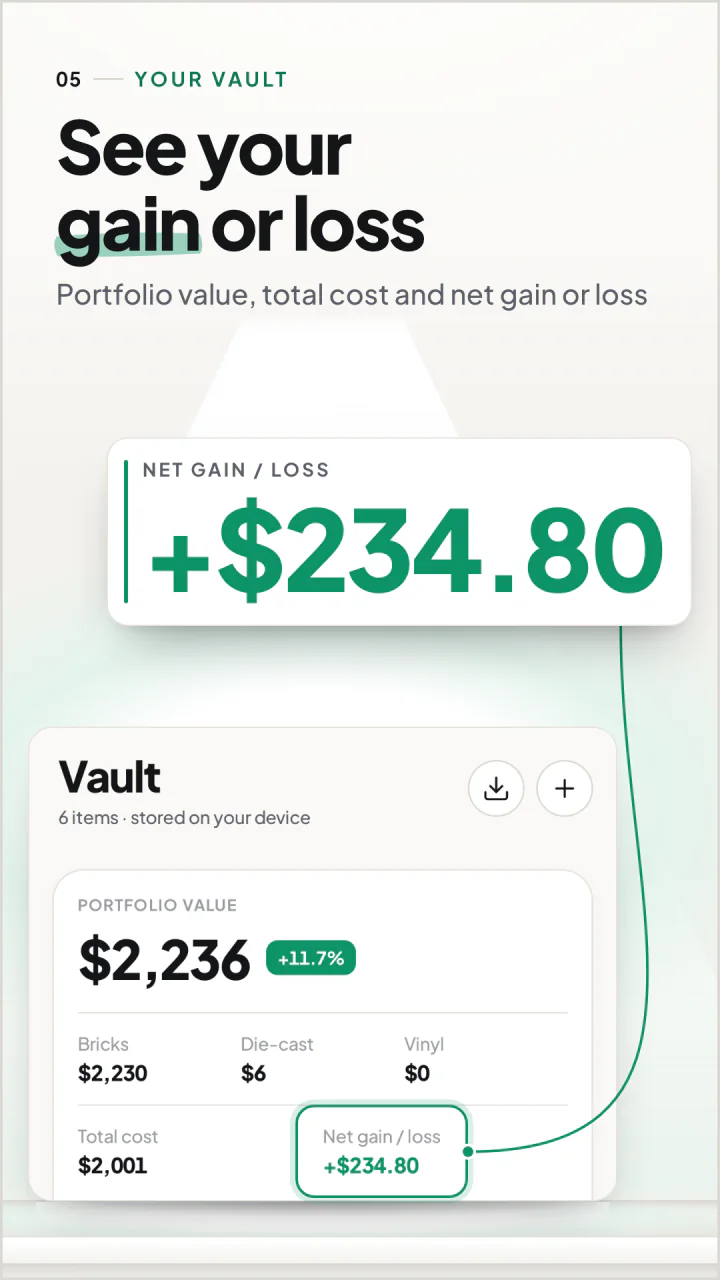 05 — YOUR VAULT
See your
gain or loss
Portfolio value, total cost and net gain or loss
NET GAIN / LOSS
+$234.80
Vault
6 items · stored on your device
PORTFOLIO VALUE
$2,236 +11.7%
Bricks Die-cast Vinyl
$2,230 $6 $0
Total cost Net gain / loss
$2,001 +$234.80